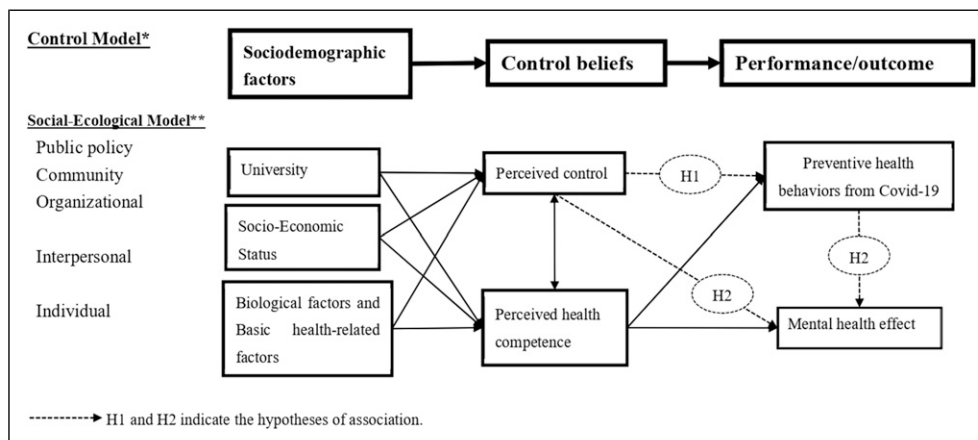 Control Model*
Sociodemographic
factors
Control beliefs
Performance/outcome
Social-Ecological Model**
Public policy
Community
Organizational
Interpersonal
Individual
University
Socio-Economic
Status
Biological factors and
Basic health-related
factors
Perceived control
Perceived health
competence
H1
H2
Preventive health
behaviors from Covid-19
H2
Mental health effect
H1 and H2 indicate the hypotheses of association.